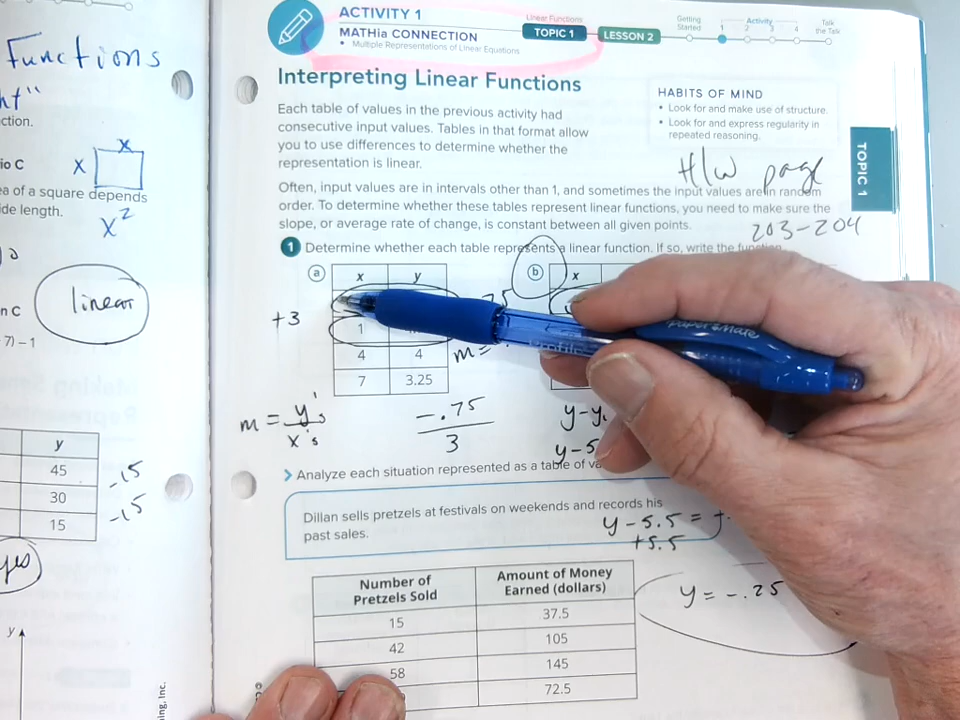 Functions
ht"
ction.
x
io C
x
ea of a square depends
ide length.
x²
linear
n C
7) – 1
y
45
30
15
-15
-15
yes
y
ACTIVITY 1
MATHia CONNECTION
• Multiple Representations of Linear Equations
Linear Functions
TOPIC 1
LESSON 2
Getting Started
Activity
1 2 3 4
Talk the Talk
Interpreting Linear Functions
Each table of values in the previous activity had
consecutive input values. Tables in that format allow
you to use differences to determine whether the
representation is linear.
HABITS OF MIND
• Look for and make use of structure.
• Look for and express regularity in
repeated reasoning.
TOPIC 1
H/W page
203-204
Often, input values are in intervals other than 1, and sometimes the input values are in random
order. To determine whether these tables represent linear functions, you need to make sure the
slope, or average rate of change, is constant between all given points.
1 Determine whether each table represents a linear function. If so, write the function.
a
x y
1
4 4
7 3.25
+3
m =
b
x
m = y's
x's
-.75
3
y-y₁
y-5
Analyze each situation represented as a table of va
Dillan sells pretzels at festivals on weekends and records his
past sales.
y - 5.5 =
+5.5
y = -.25
Number of Pretzels Sold
Amount of Money Earned (dollars)
15 37.5
42 105
58 145
72.5
ning, Inc.